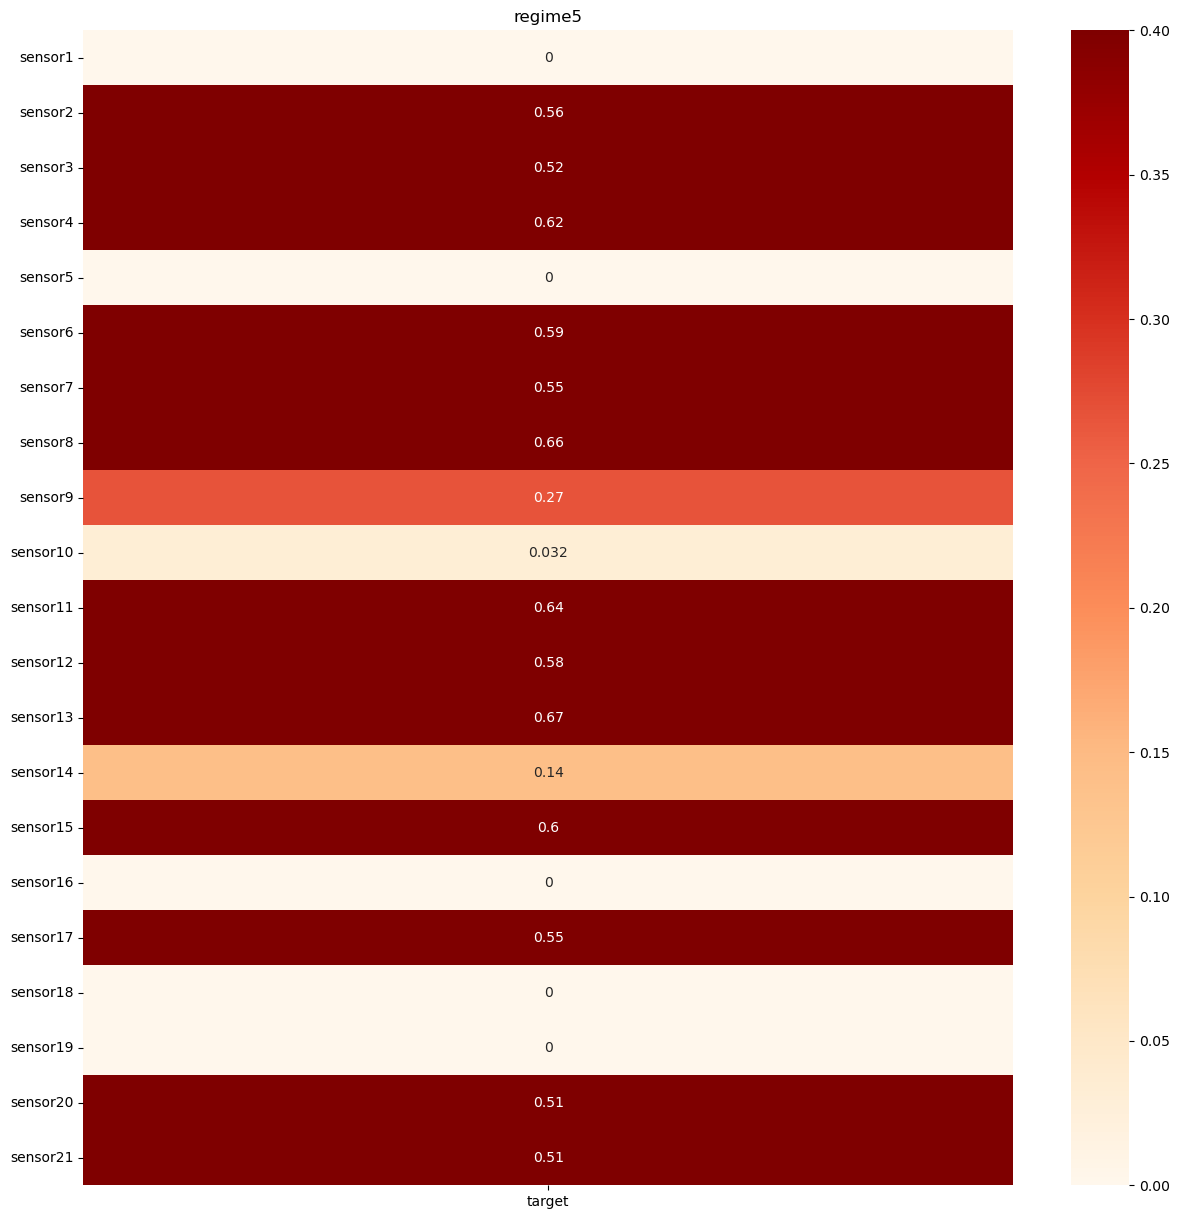 regime5
sensor1 0
sensor2 0.56
sensor3 0.52
sensor4 0.62
sensor5 0
sensor6 0.59
sensor7 0.55
sensor8 0.66
sensor9 0.27
sensor10 0.032
sensor11 0.64
sensor12 0.58
sensor13 0.67
sensor14 0.14
sensor15 0.6
sensor16 0
sensor17 0.55
sensor18 0
sensor19 0
sensor20 0.51
sensor21 0.51
target
0.40
0.35
0.30
0.25
0.20
0.15
0.10
0.05
0.00